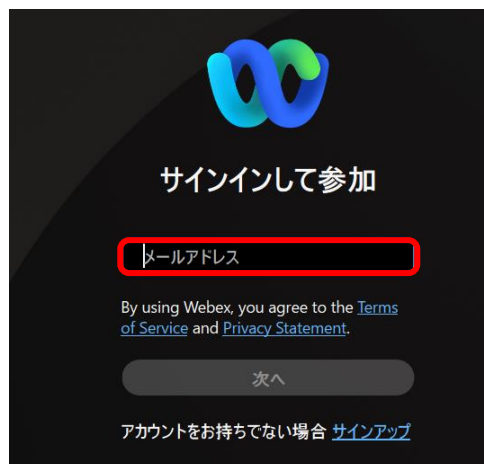 サインインして参加
メールアドレス
By using Webex, you agree to the Terms
of Service and Privacy Statement.
次へ
アカウントをお持ちでない場合 サインアップ